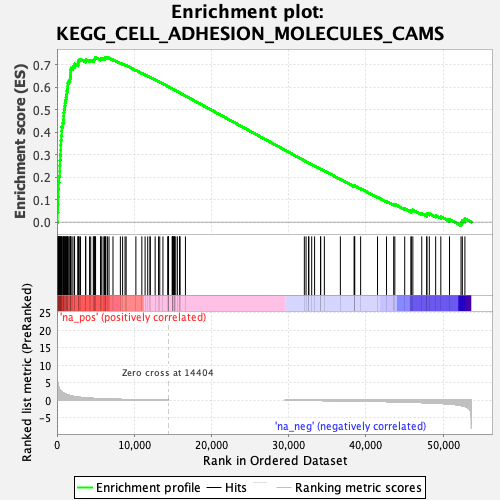 Enrichment plot:
KEGG_CELL_ADHESION_MOLECULES_CAMS
Enrichment score (ES)
0.7
0.6
0.5
0.4
0.3
0.2
0.1
0.0
'na_pos' (positively correlated)
Ranked list metric (PreRanked)
25
20
15
10
5
0
-5
Zero cross at 14404
'na_neg' (negatively correlated)
0 10,000 20,000 30,000 40,000 50,000
Rank in Ordered Dataset
Enrichment profile Hits Ranking metric scores